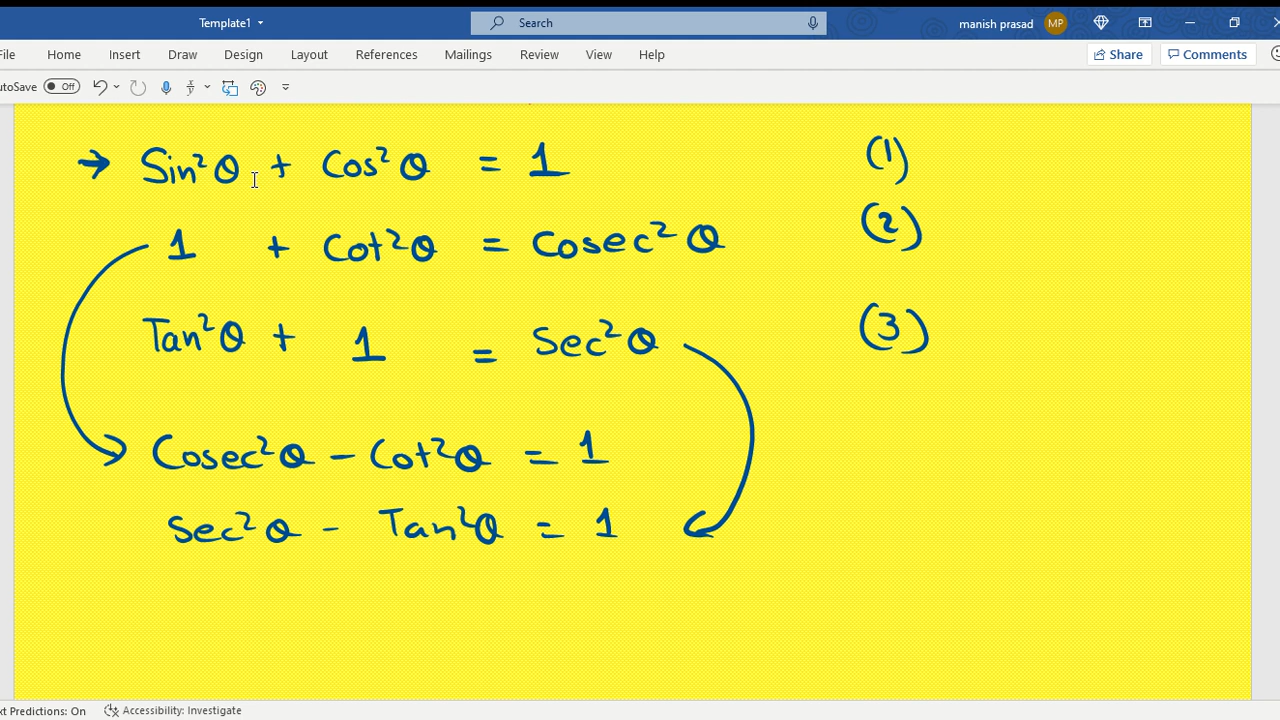 Template1
Search
manish prasad MP
File Home Insert Draw Design Layout References Mailings Review View Help Share Comments
utoSave Off
→ Sin²θ + Cos²θ = 1 (1)
1 + Cot²θ = Cosec²θ (2)
Tan²θ + 1 = Sec²θ (3)
Cosec²θ - Cot²θ = 1
Sec²θ - Tan²θ = 1
xt Predictions: On Accessibility: Investigate